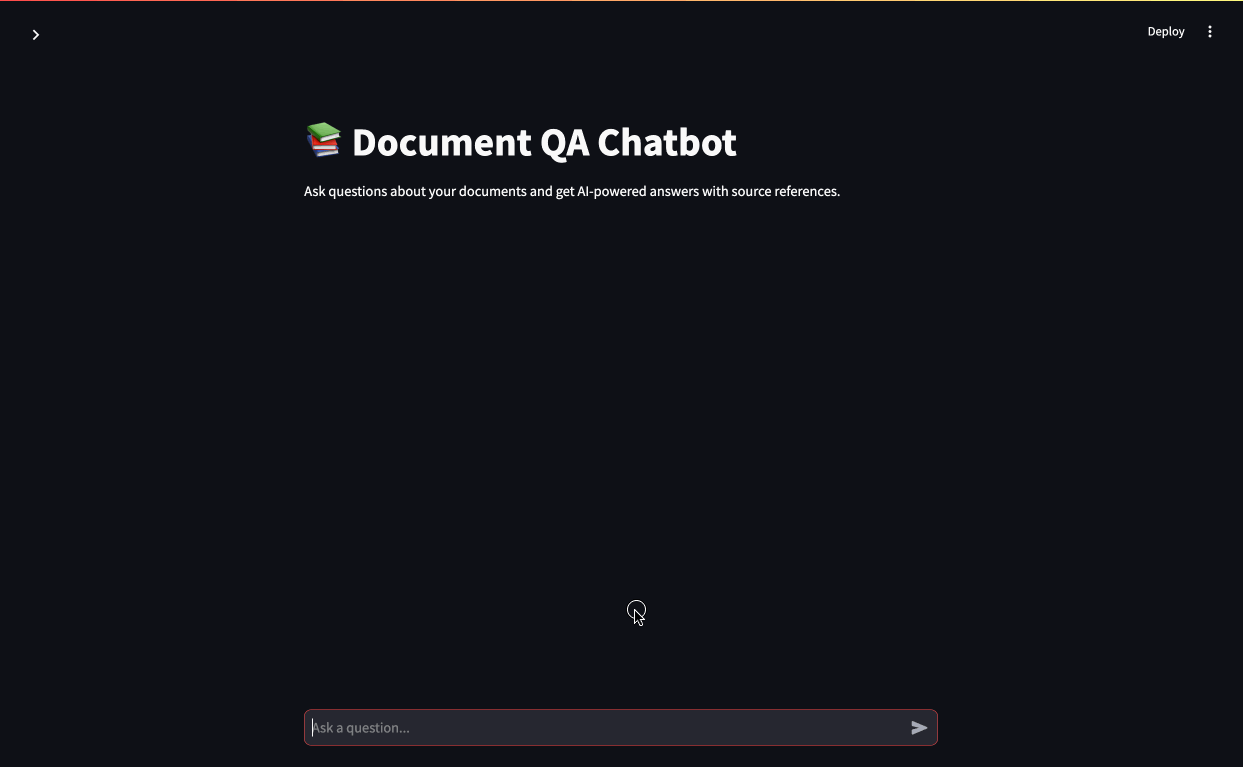 Deploy
Document QA Chatbot
Ask questions about your documents and get AI-powered answers with source references.
Ask a question...